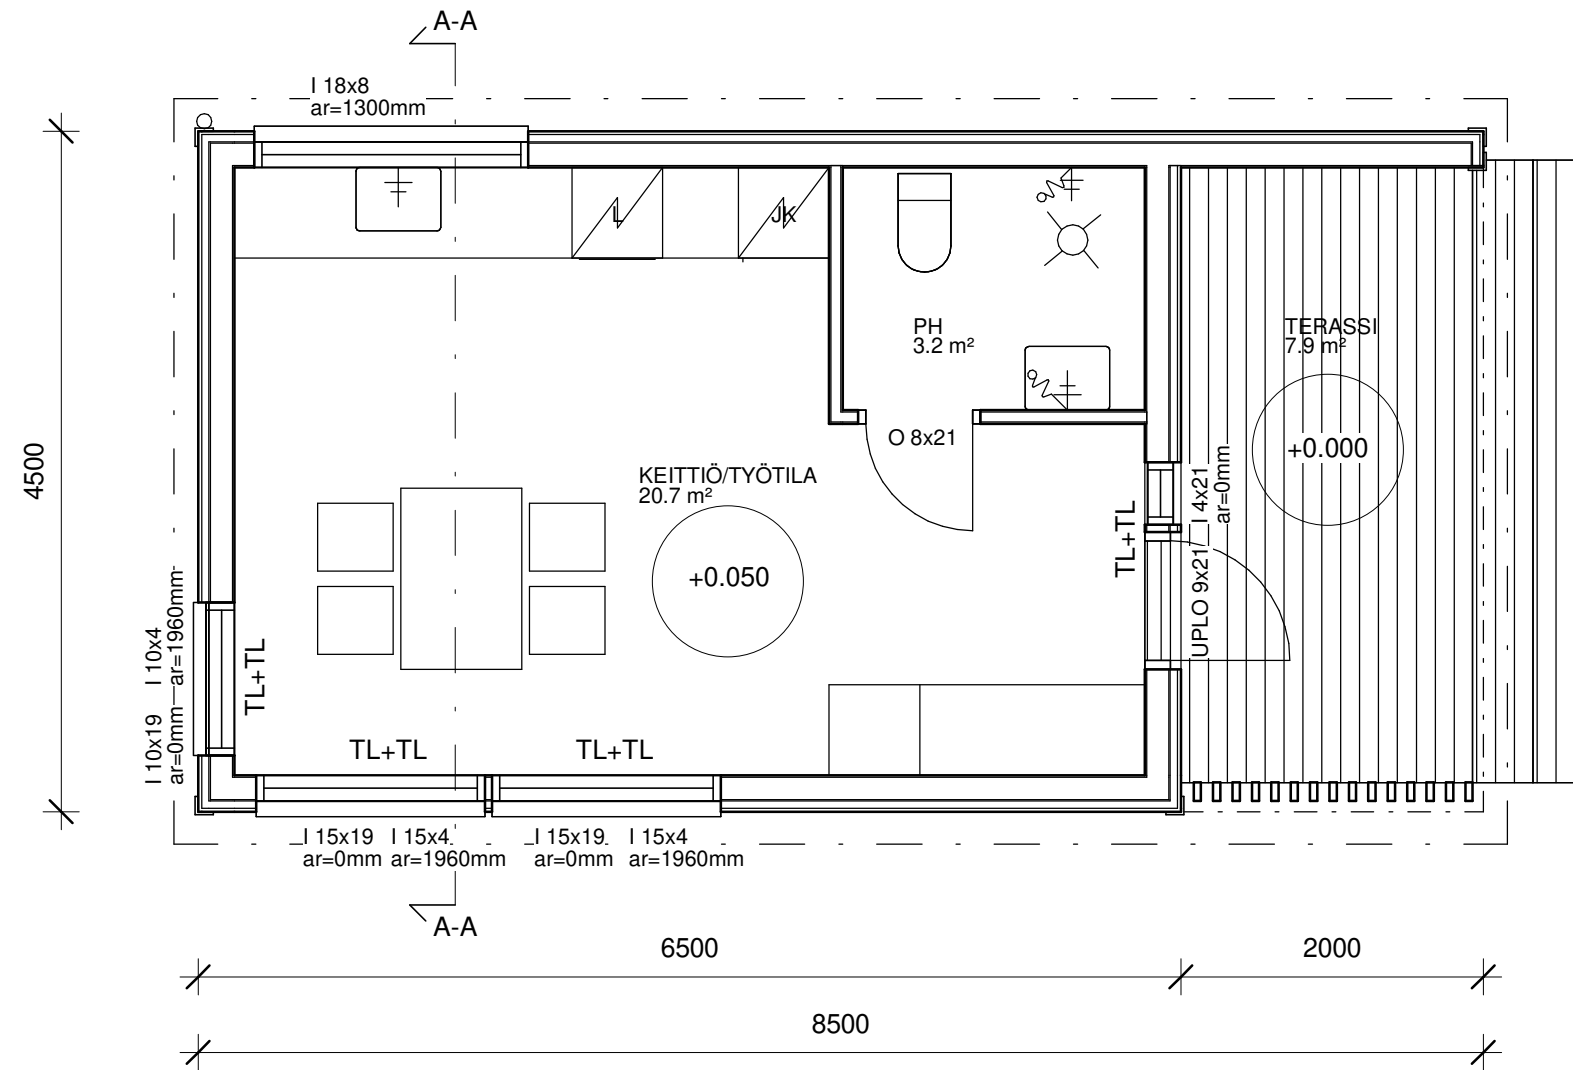 A-A
I 18x8
ar=1300mm
L
JK
PH
3.2 m²
TERASSI
7.9 m²
+0.000
O 8x21
KEITTIÖ/TYÖTILA
20.7 m²
+0.050
4500
I 10x19 I 10x4
ar=0mm ar=1960mm
TL+TL
TL+TL
UPLO 9x21 I 4x21
ar=0mm
TL+TL
TL+TL
I 15x19 I 15x4
ar=0mm ar=1960mm
I 15x19 I 15x4
ar=0mm ar=1960mm
A-A
6500
2000
8500